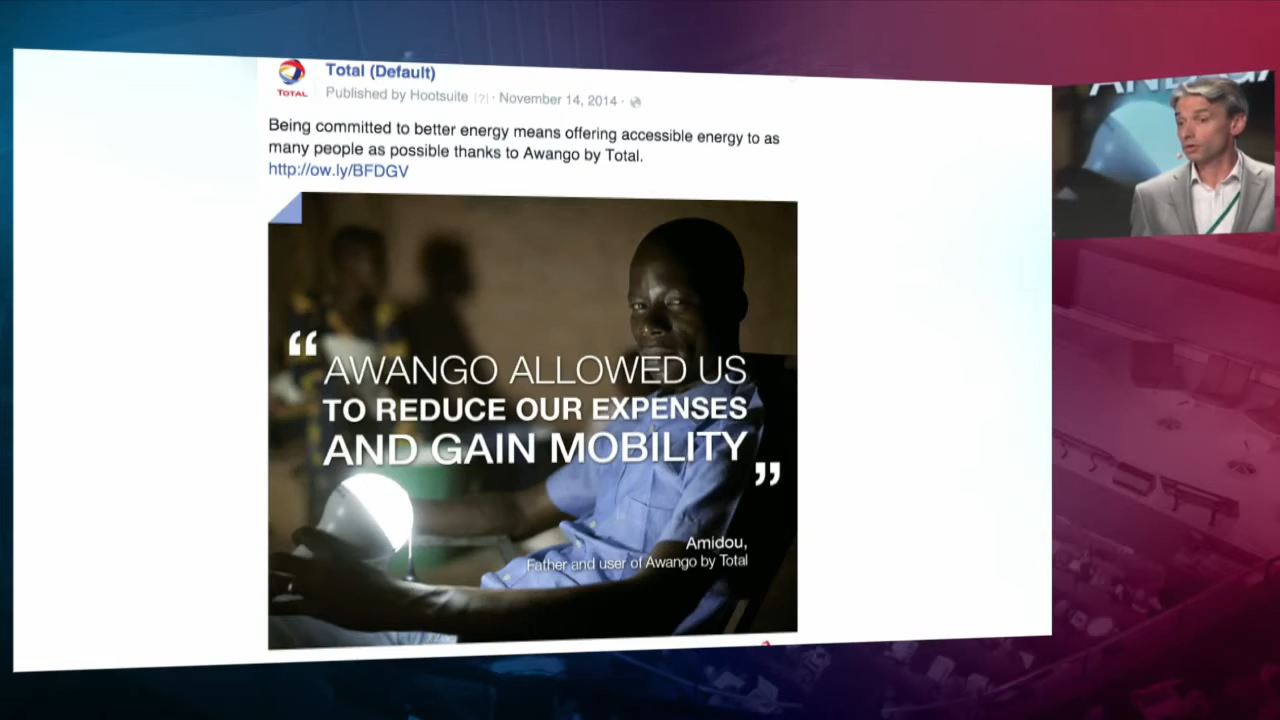 Total (Default)
TOTAL
Published by Hootsuite [?] · November 14, 2014 ·
Being committed to better energy means offering accessible energy to as
many people as possible thanks to Awango by Total.
http://ow.ly/BFDGV
“AWANGO ALLOWED US
TO REDUCE OUR EXPENSES
AND GAIN MOBILITY”
Amidou,
Father and user of Awango by Total